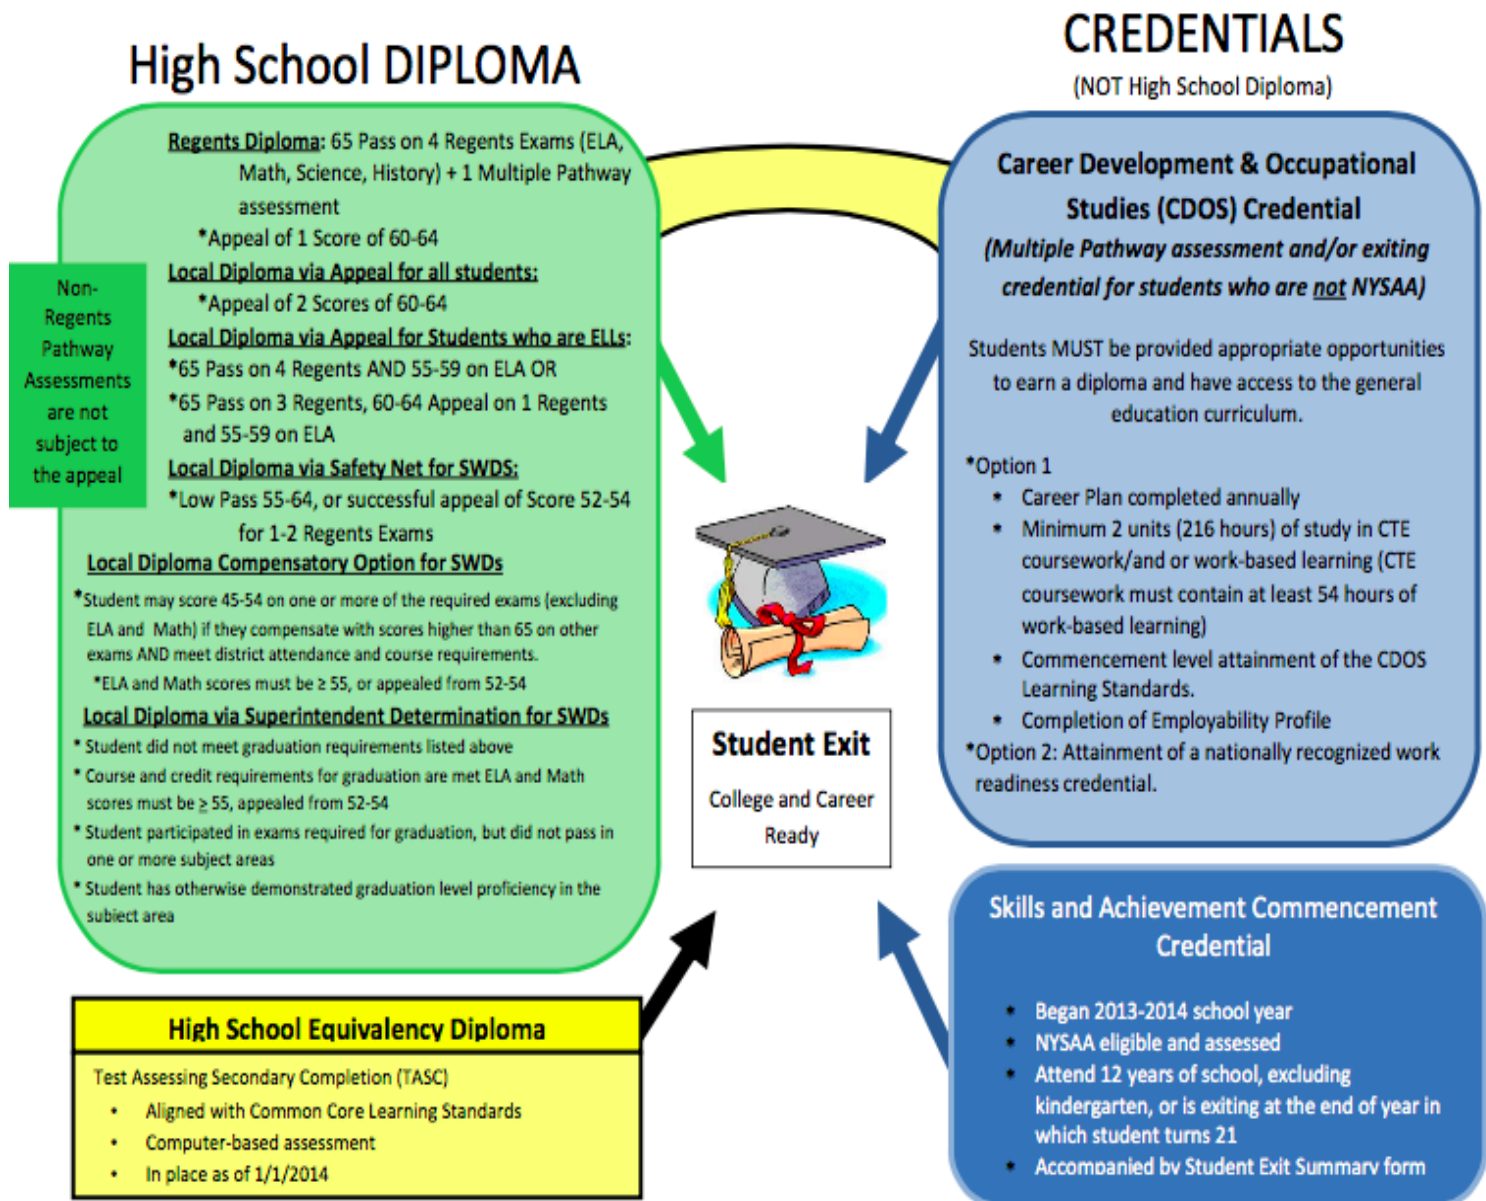 High School DIPLOMA
Regents Diploma: 65 Pass on 4 Regents Exams (ELA,
Math, Science, History) + 1 Multiple Pathway
assessment
*Appeal of 1 Score of 60-64
Local Diploma via Appeal for all students:
*Appeal of 2 Scores of 60-64
Local Diploma via Appeal for Students who are ELLs:
*65 Pass on 4 Regents AND 55-59 on ELA OR
*65 Pass on 3 Regents, 60-64 Appeal on 1 Regents
and 55-59 on ELA
Local Diploma via Safety Net for SWDS:
*Low Pass 55-64, or successful appeal of Score 52-54
for 1-2 Regents Exams
Local Diploma Compensatory Option for SWDs
*Student may score 45-54 on one or more of the required exams (excluding
ELA and Math) if they compensate with scores higher than 65 on other
exams AND meet district attendance and course requirements.
*ELA and Math scores must be ≥ 55, or appealed from 52-54
Local Diploma via Superintendent Determination for SWDs
* Student did not meet graduation requirements listed above
* Course and credit requirements for graduation are met ELA and Math
scores must be ≥ 55, appealed from 52-54
* Student participated in exams required for graduation, but did not pass in
one or more subject areas
* Student has otherwise demonstrated graduation level proficiency in the
subject area
Non-
Regents
Pathway
Assessments
are not
subject to
the appeal
High School Equivalency Diploma
Test Assessing Secondary Completion (TASC)
• Aligned with Common Core Learning Standards
• Computer-based assessment
• In place as of 1/1/2014
Student Exit
College and Career
Ready
CREDENTIALS
(NOT High School Diploma)
Career Development & Occupational
Studies (CDOS) Credential
(Multiple Pathway assessment and/or exiting
credential for students who are not NYSAA)
Students MUST be provided appropriate opportunities
to earn a diploma and have access to the general
education curriculum.
*Option 1
* Career Plan completed annually
* Minimum 2 units (216 hours) of study in CTE
coursework/and or work-based learning (CTE
coursework must contain at least 54 hours of
work-based learning)
* Commencement level attainment of the CDOS
Learning Standards.
* Completion of Employability Profile
*Option 2: Attainment of a nationally recognized work
readiness credential.
Skills and Achievement Commencement
Credential
* Began 2013-2014 school year
* NYSAA eligible and assessed
* Attend 12 years of school, excluding
kindergarten, or is exiting at the end of year in
which student turns 21
* Accompanied by Student Exit Summary form